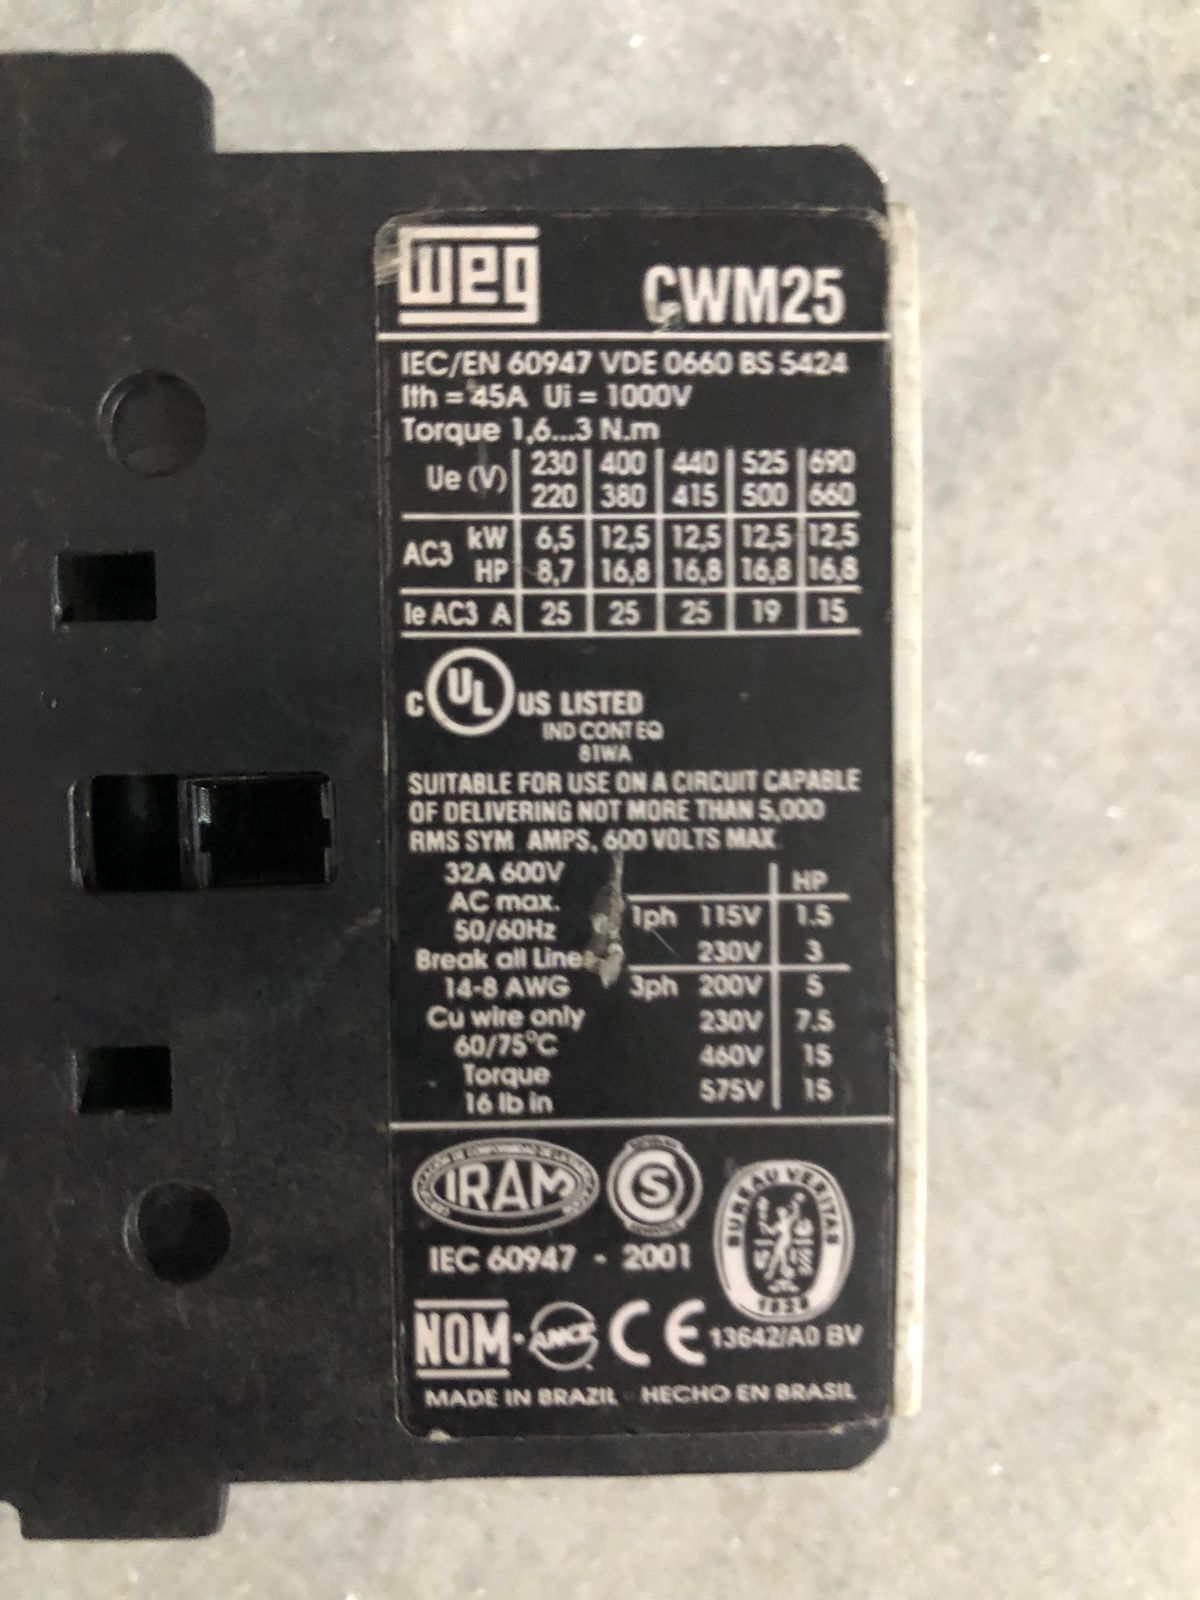 weg CWM25
IEC/EN 60947 VDE 0660 BS 5424
Ith = 45A Ui = 1000V
Torque 1,6...3 N.m
Ue (V) 230 400 440 525 690
220 380 415 500 660
AC3 kW 6,5 12,5 12,5 12,5 12,5
HP 8,7 16,8 16,8 16,8 16,8
Ie AC3 A 25 25 25 19 15
C UL US LISTED
IND CONT EQ
81WA
SUITABLE FOR USE ON A CIRCUIT CAPABLE
OF DELIVERING NOT MORE THAN 5,000
RMS SYM AMPS, 600 VOLTS MAX
32A 600V
AC max.
50/60Hz
Break all Line
14-8 AWG
Cu wire only
60/75°C
Torque
16 lb in
HP
1ph 115V 1.5
230V 3
3ph 200V 5
230V 7.5
460V 15
575V 15
IRAM S
BUREAU VERITAS
1828
IEC 60947 - 2001
NOM-ANCE CE 13642/A0 BV
MADE IN BRAZIL - HECHO EN BRASIL